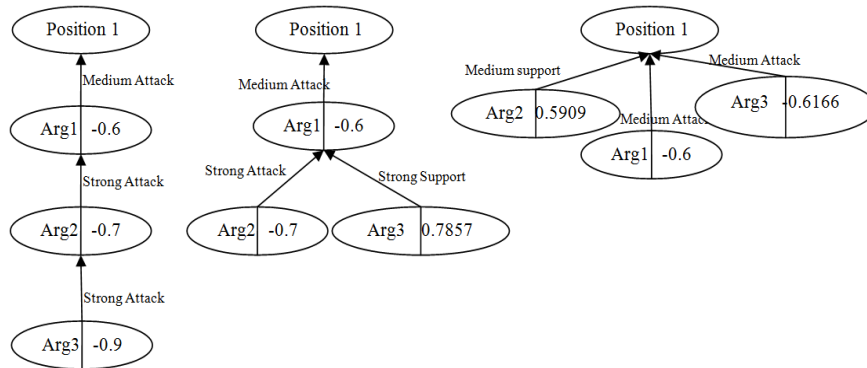 Position 1
Medium Attack
Arg1 -0.6
Strong Attack
Arg2 -0.7
Strong Attack
Arg3 -0.9
Position 1
Medium Attack
Arg1 -0.6
Strong Attack
Strong Support
Arg2 -0.7
Arg3 0.7857
Position 1
Medium support
Medium Attack
Arg2 0.5909
Arg3 -0.6166
Medium Attac
Arg1 -0.6